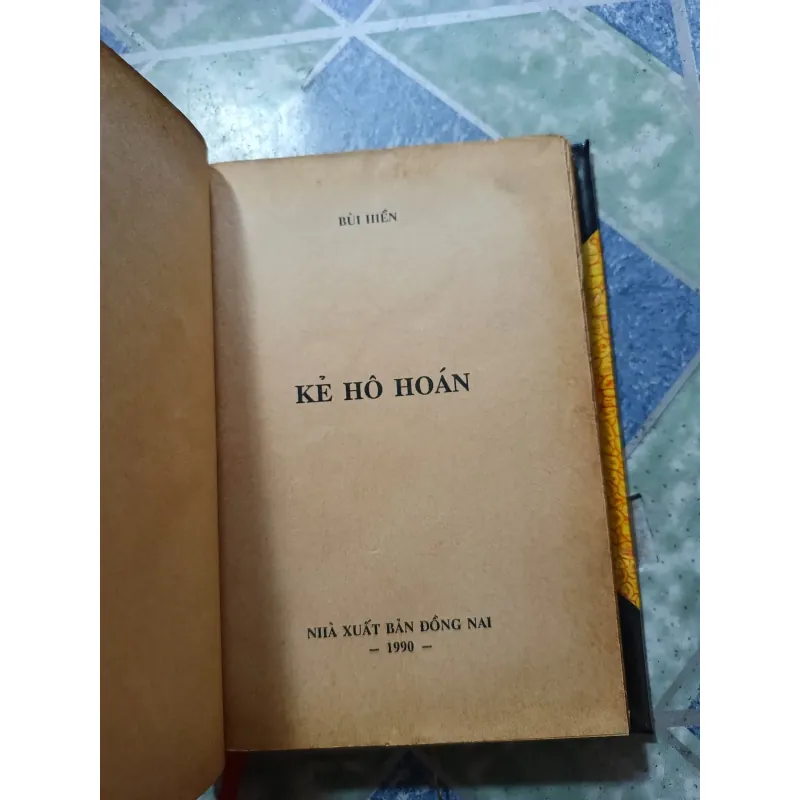 BÙI HIỂN
KẺ HÔ HOÁN
NHÀ XUẤT BẢN ĐỒNG NAI
– 1990 –